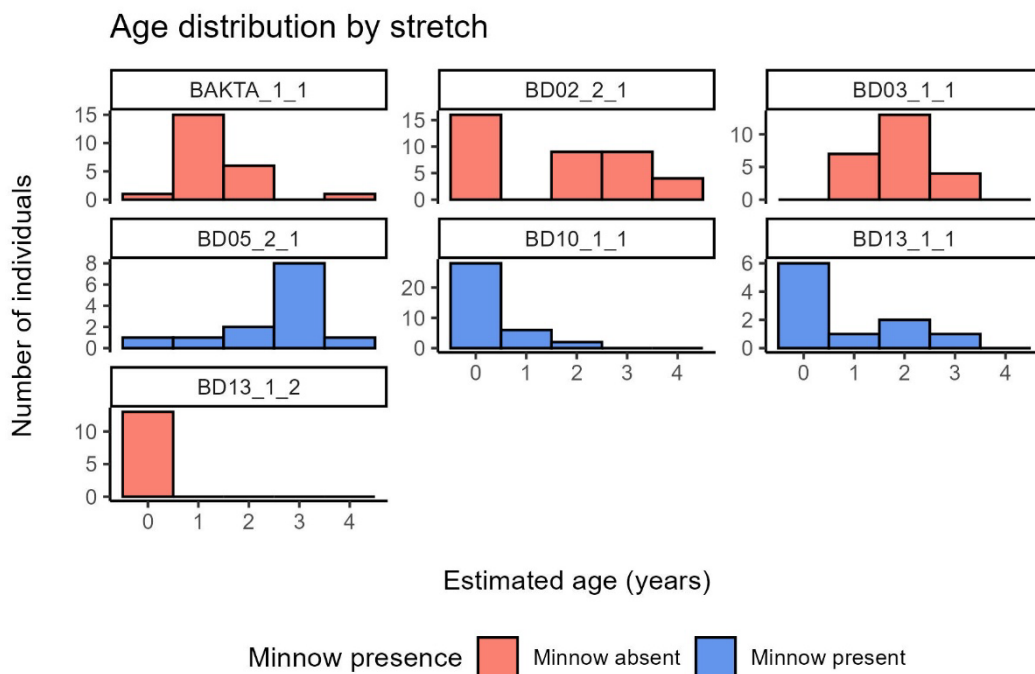 Age distribution by stretch
BAKTA_1_1
BD02_2_1
BD03_1_1
15
10
5
0
15
10
5
0
10
5
0
BD05_2_1
BD10_1_1
BD13_1_1
8
6
4
2
0
20
10
0
6
4
2
0
0 1 2 3 4
0 1 2 3 4
BD13_1_2
10
5
0
0 1 2 3 4
Number of individuals
Estimated age (years)
Minnow presence Minnow absent Minnow present